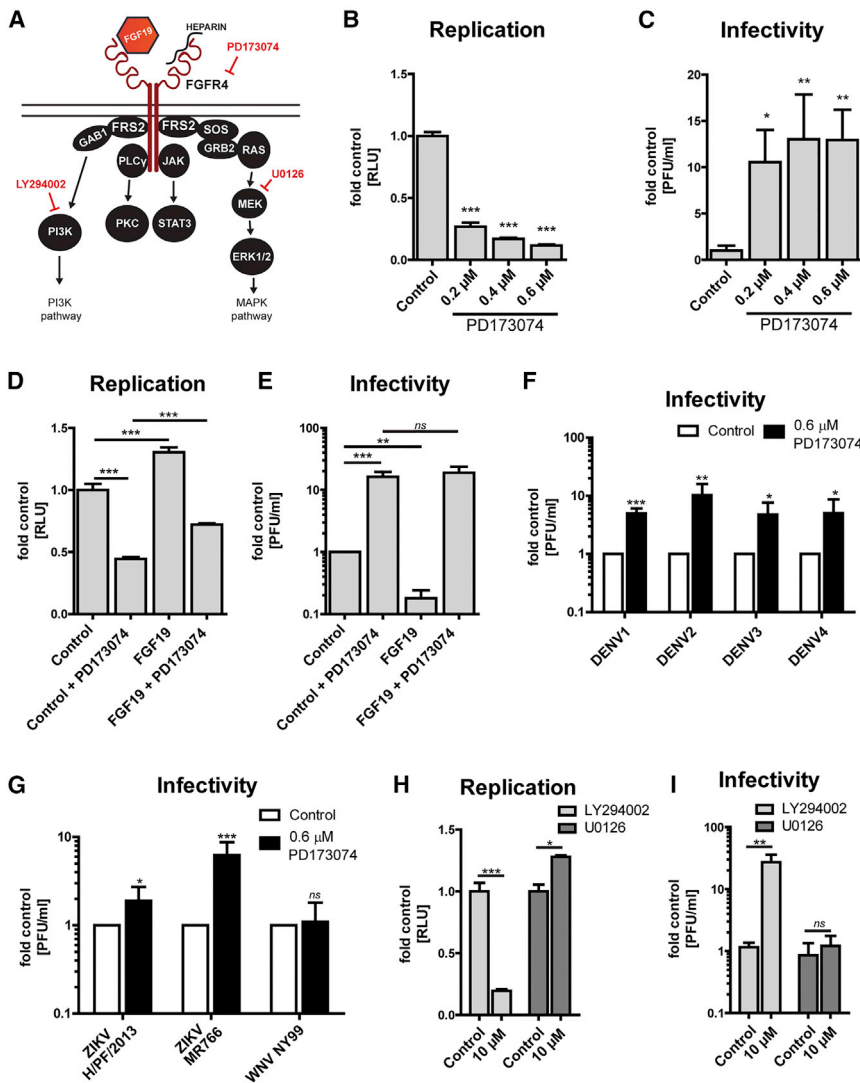 A
FGF19
HEPARIN
PD173074
FGFR4
GAB1
FRS2
FRS2
SOS
GRB2
RAS
PLCγ
JAK
LY294002
U0126
PI3K
PKC
STAT3
MEK
ERK1/2
PI3K
pathway
MAPK
pathway
B
Replication
fold control
[RLU]
1.5
1.0
0.5
0.0
***
***
***
Control
0.2 µM
0.4 µM
0.6 µM
PD173074
C
Infectivity
fold control
[PFU/ml]
20
15
10
5
0
*
**
**
Control
0.2 µM
0.4 µM
0.6 µM
PD173074
D
Replication
fold control
[RLU]
1.5
1.0
0.5
0.0
***
***
***
Control
Control + PD173074
FGF19
FGF19 + PD173074
E
Infectivity
fold control
[PFU/ml]
100
10
1
0.1
ns
**
***
Control
Control + PD173074
FGF19
FGF19 + PD173074
F
Infectivity
Control
0.6 µM
PD173074
fold control
[PFU/ml]
100
10
1
0.1
***
**
*
*
DENV1
DENV2
DENV3
DENV4
G
Infectivity
Control
0.6 µM
PD173074
fold control
[PFU/ml]
10
1
0.1
*
***
ns
ZIKV
H/PF/2013
ZIKV
MR766
WNV NY99
H
Replication
LY294002
U0126
fold control
[RLU]
1.5
1.0
0.5
0.0
***
*
Control
10 µM
Control
10 µM
I
Infectivity
LY294002
U0126
fold control
[PFU/ml]
100
10
1
0.1
**
ns
Control
10 µM
Control
10 µM